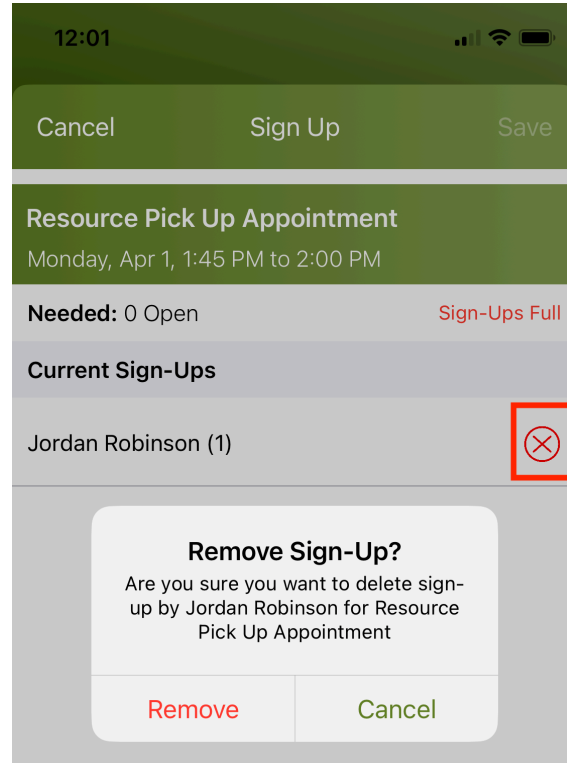 12:01
Cancel Sign Up Save
Resource Pick Up Appointment
Monday, Apr 1, 1:45 PM to 2:00 PM
Needed: 0 Open Sign-Ups Full
Current Sign-Ups
Jordan Robinson (1)
Remove Sign-Up?
Are you sure you want to delete sign-
up by Jordan Robinson for Resource
Pick Up Appointment
Remove Cancel